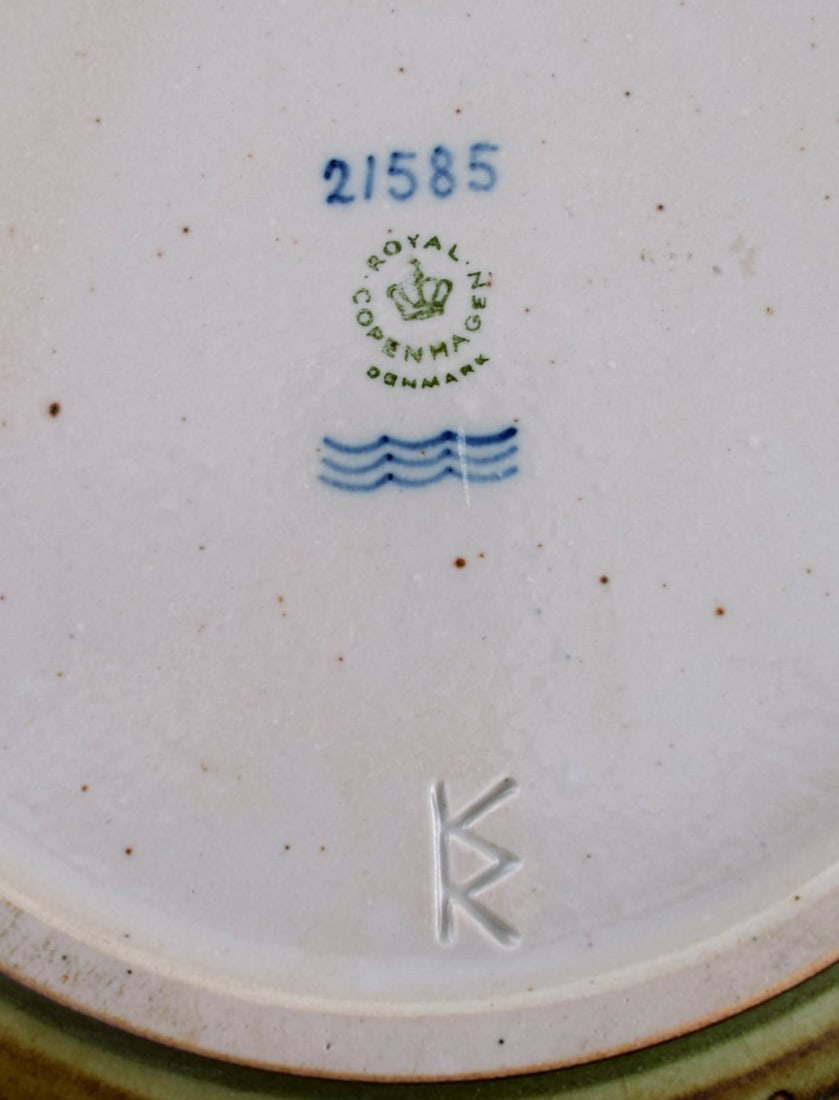 21585
ROYAL
COPENHAGEN
DENMARK